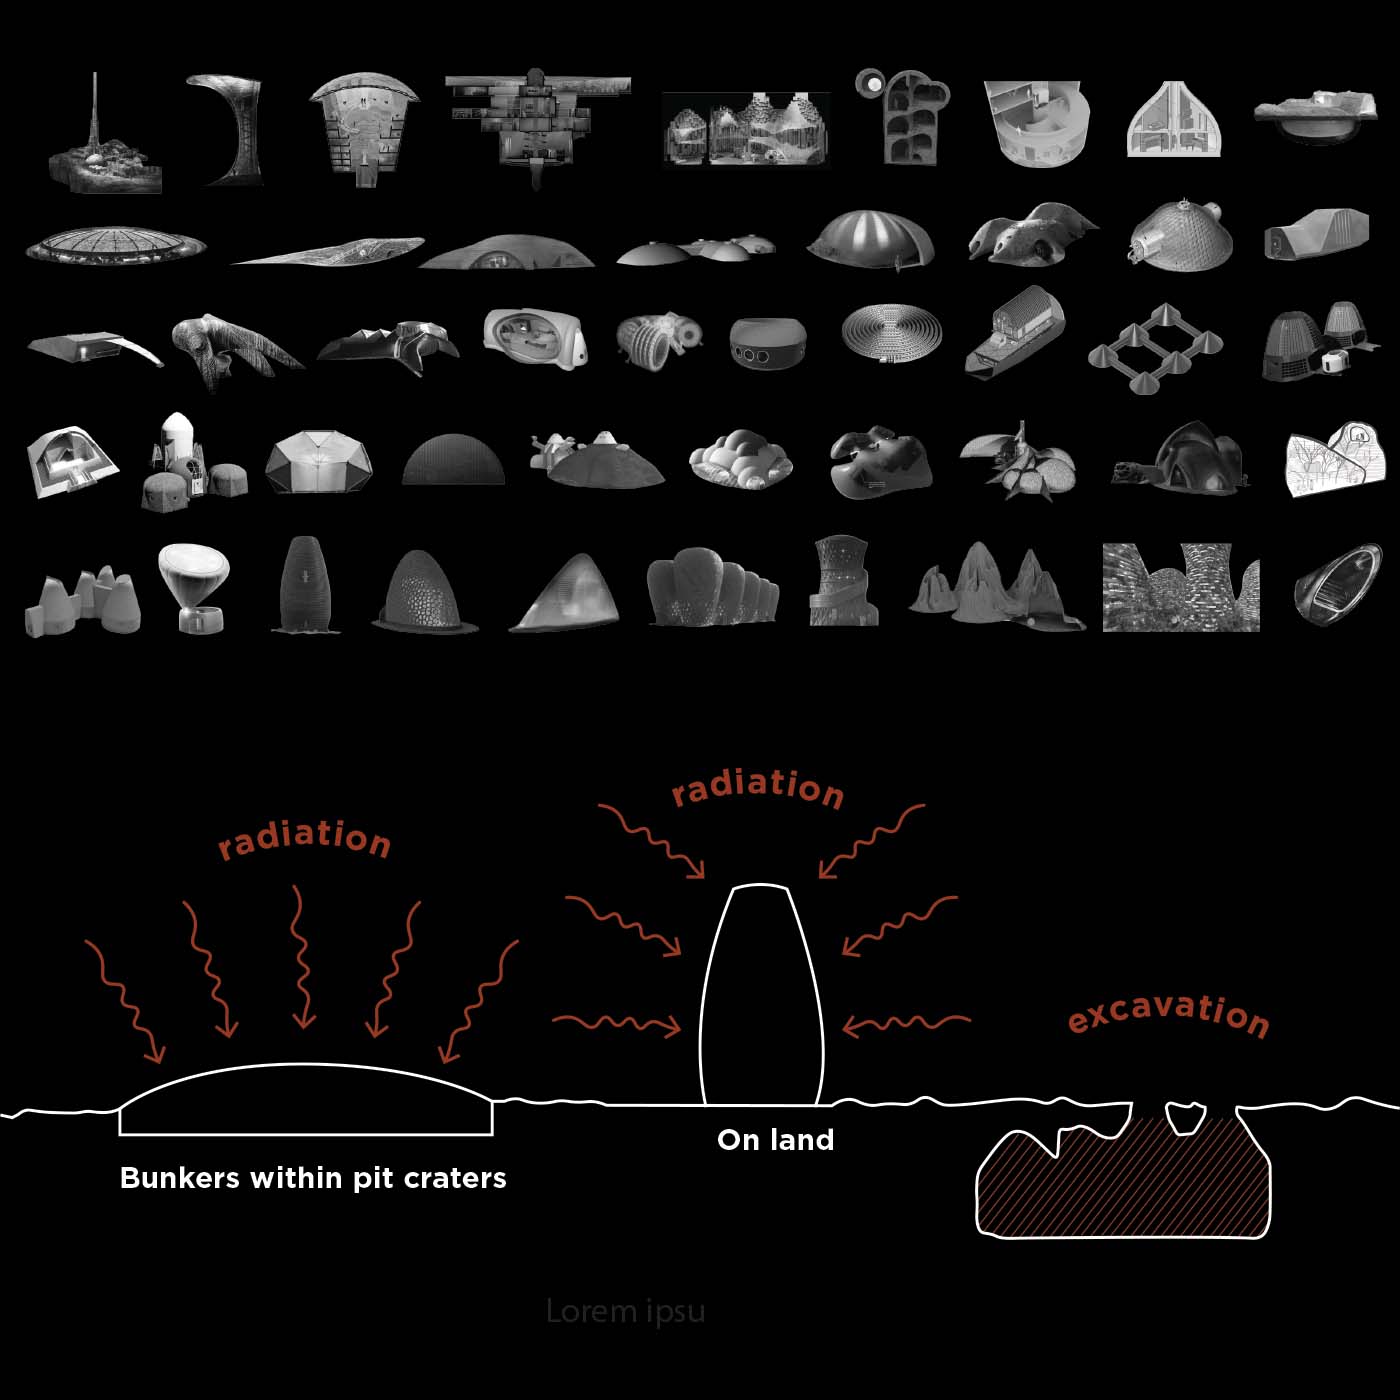 radiation
radiation
excavation
On land
Bunkers within pit craters
Lorem ipsu